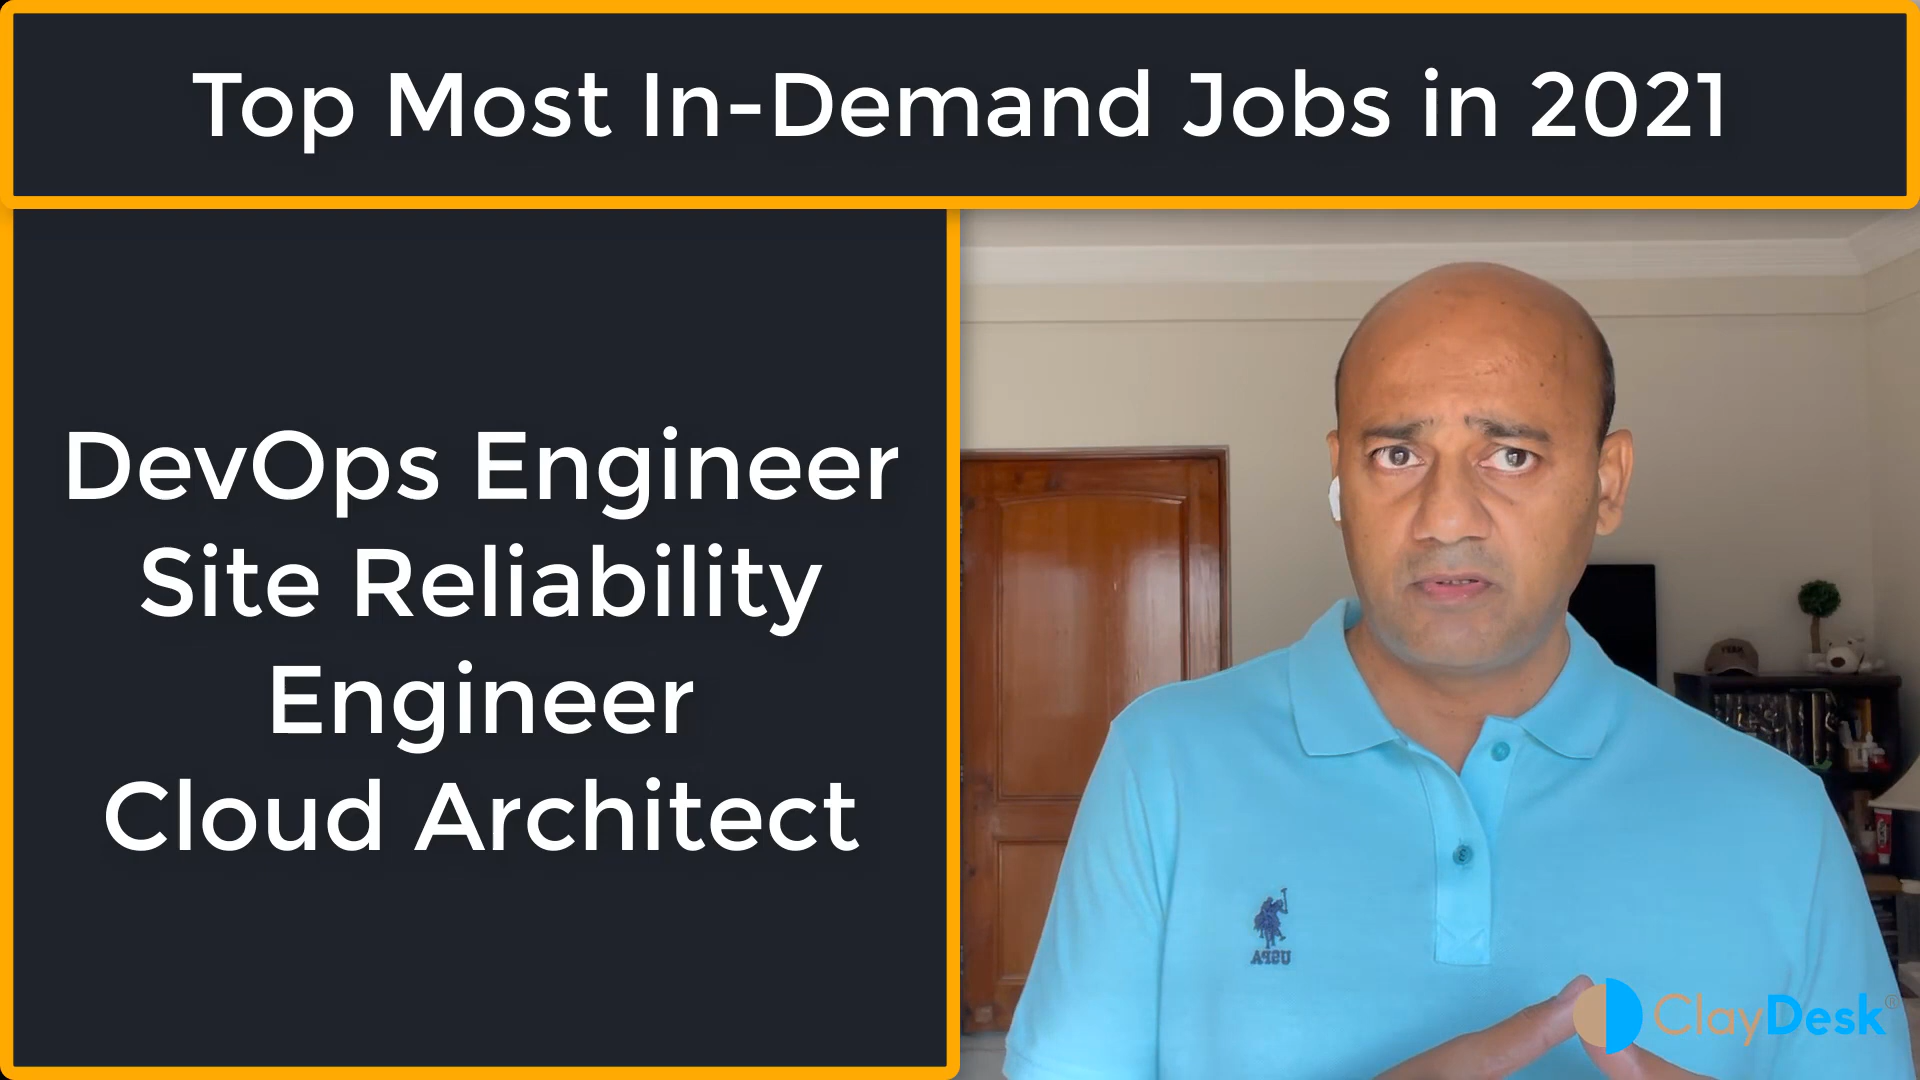 Top Most In-Demand Jobs in 2021
DevOps Engineer
Site Reliability
Engineer
Cloud Architect
USPA
ClayDesk®